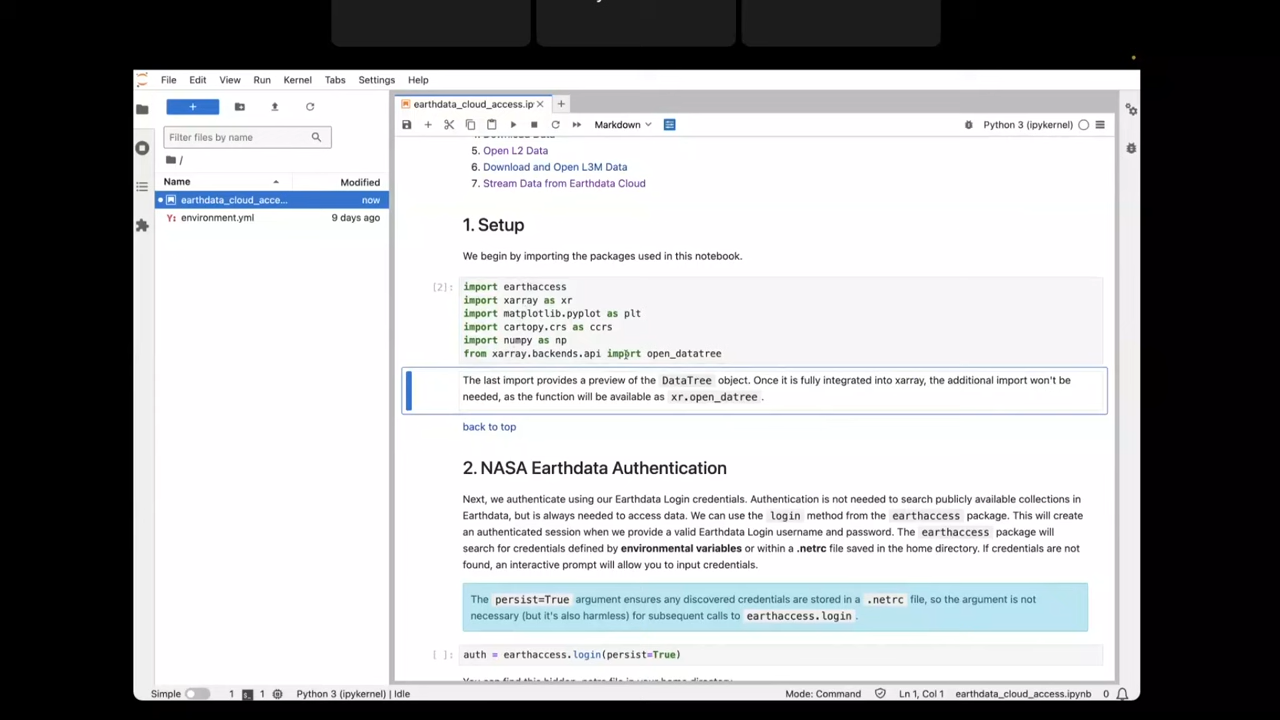 File Edit View Run Kernel Tabs Settings Help
earthdata_cloud_access.ip
Markdown
Python 3 (ipykernel)
Filter files by name
/
Name Modified
earthdata_cloud_acce... now
environment.yml 9 days ago
5. Open L2 Data
6. Download and Open L3M Data
7. Stream Data from Earthdata Cloud
1. Setup
We begin by importing the packages used in this notebook.
[2]:
import earthaccess
import xarray as xr
import matplotlib.pyplot as plt
import cartopy.crs as ccrs
import numpy as np
from xarray.backends.api import open_datatree
The last import provides a preview of the DataTree object. Once it is fully integrated into xarray, the additional import won't be
needed, as the function will be available as xr.open_datree.
back to top
2. NASA Earthdata Authentication
Next, we authenticate using our Earthdata Login credentials. Authentication is not needed to search publicly available collections in
Earthdata, but is always needed to access data. We can use the login method from the earthaccess package. This will create
an authenticated session when we provide a valid Earthdata Login username and password. The earthaccess package will
search for credentials defined by environmental variables or within a .netrc file saved in the home directory. If credentials are not
found, an interactive prompt will allow you to input credentials.
The persist=True argument ensures any discovered credentials are stored in a .netrc file, so the argument is not
necessary (but it's also harmless) for subsequent calls to earthaccess.login.
[ ]: auth = earthaccess.login(persist=True)
Simple 1 1 Python 3 (ipykernel) | Idle Mode: Command Ln 1, Col 1 earthdata_cloud_access.ipynb 0